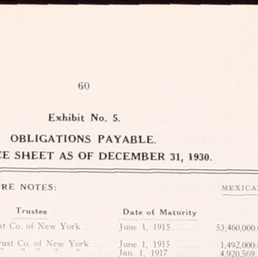 60
Exhibit No. 5.
OBLIGATIONS PAYABLE.
CE SHEET AS OF DECEMBER 31, 1930.
RE NOTES: MEXICA
Trustee Date of Maturity
st Co. of New York June 1, 1915 53,460,000.
rust Co. of New York June 1, 1915 1,492,000.
Jan. 1, 1917 4,920,569.